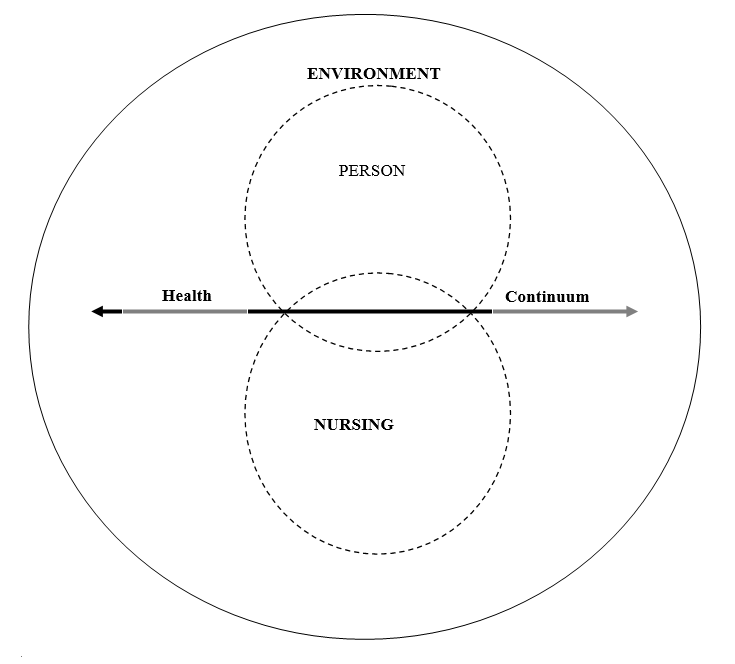 ENVIRONMENT
PERSON
Health
Continuum
NURSING